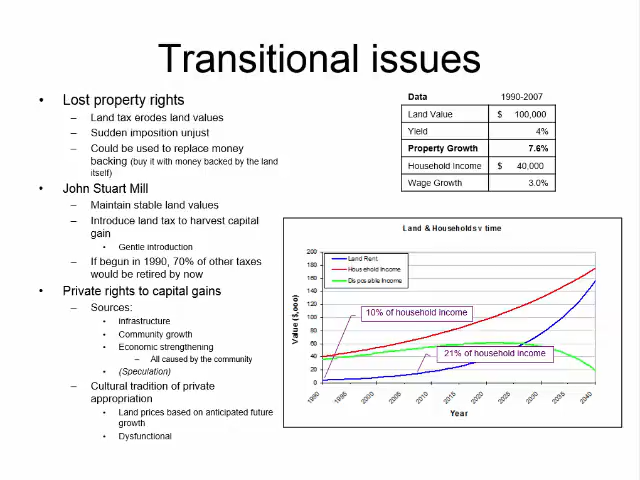 Transitional issues
• Lost property rights
– Land tax erodes land values
– Sudden imposition unjust
– Could be used to replace money
backing (buy it with money backed by the land
itself)
• John Stuart Mill
– Maintain stable land values
– Introduce land tax to harvest capital
gain
• Gentle introduction
– If begun in 1990, 70% of other taxes
would be retired by now
• Private rights to capital gains
– Sources:
• infrastructure
• Community growth
• Economic strengthening
– All caused by the community
• (Speculation)
– Cultural tradition of private
appropriation
• Land prices based on anticipated future
growth
• Dysfunctional
Data 1990-2007
Land Value $ 100,000
Yield 4%
Property Growth 7.6%
Household Income $ 40,000
Wage Growth 3.0%
Land & Households v time
Land Rent
Household Income
Disposable Income
Value ($,000)
200
180
160
140
120
100
80
60
40
20
0
10% of household income
21% of household income
1990 1995 2000 2005 2010 2015 2020 2025 2030 2035 2040
Year